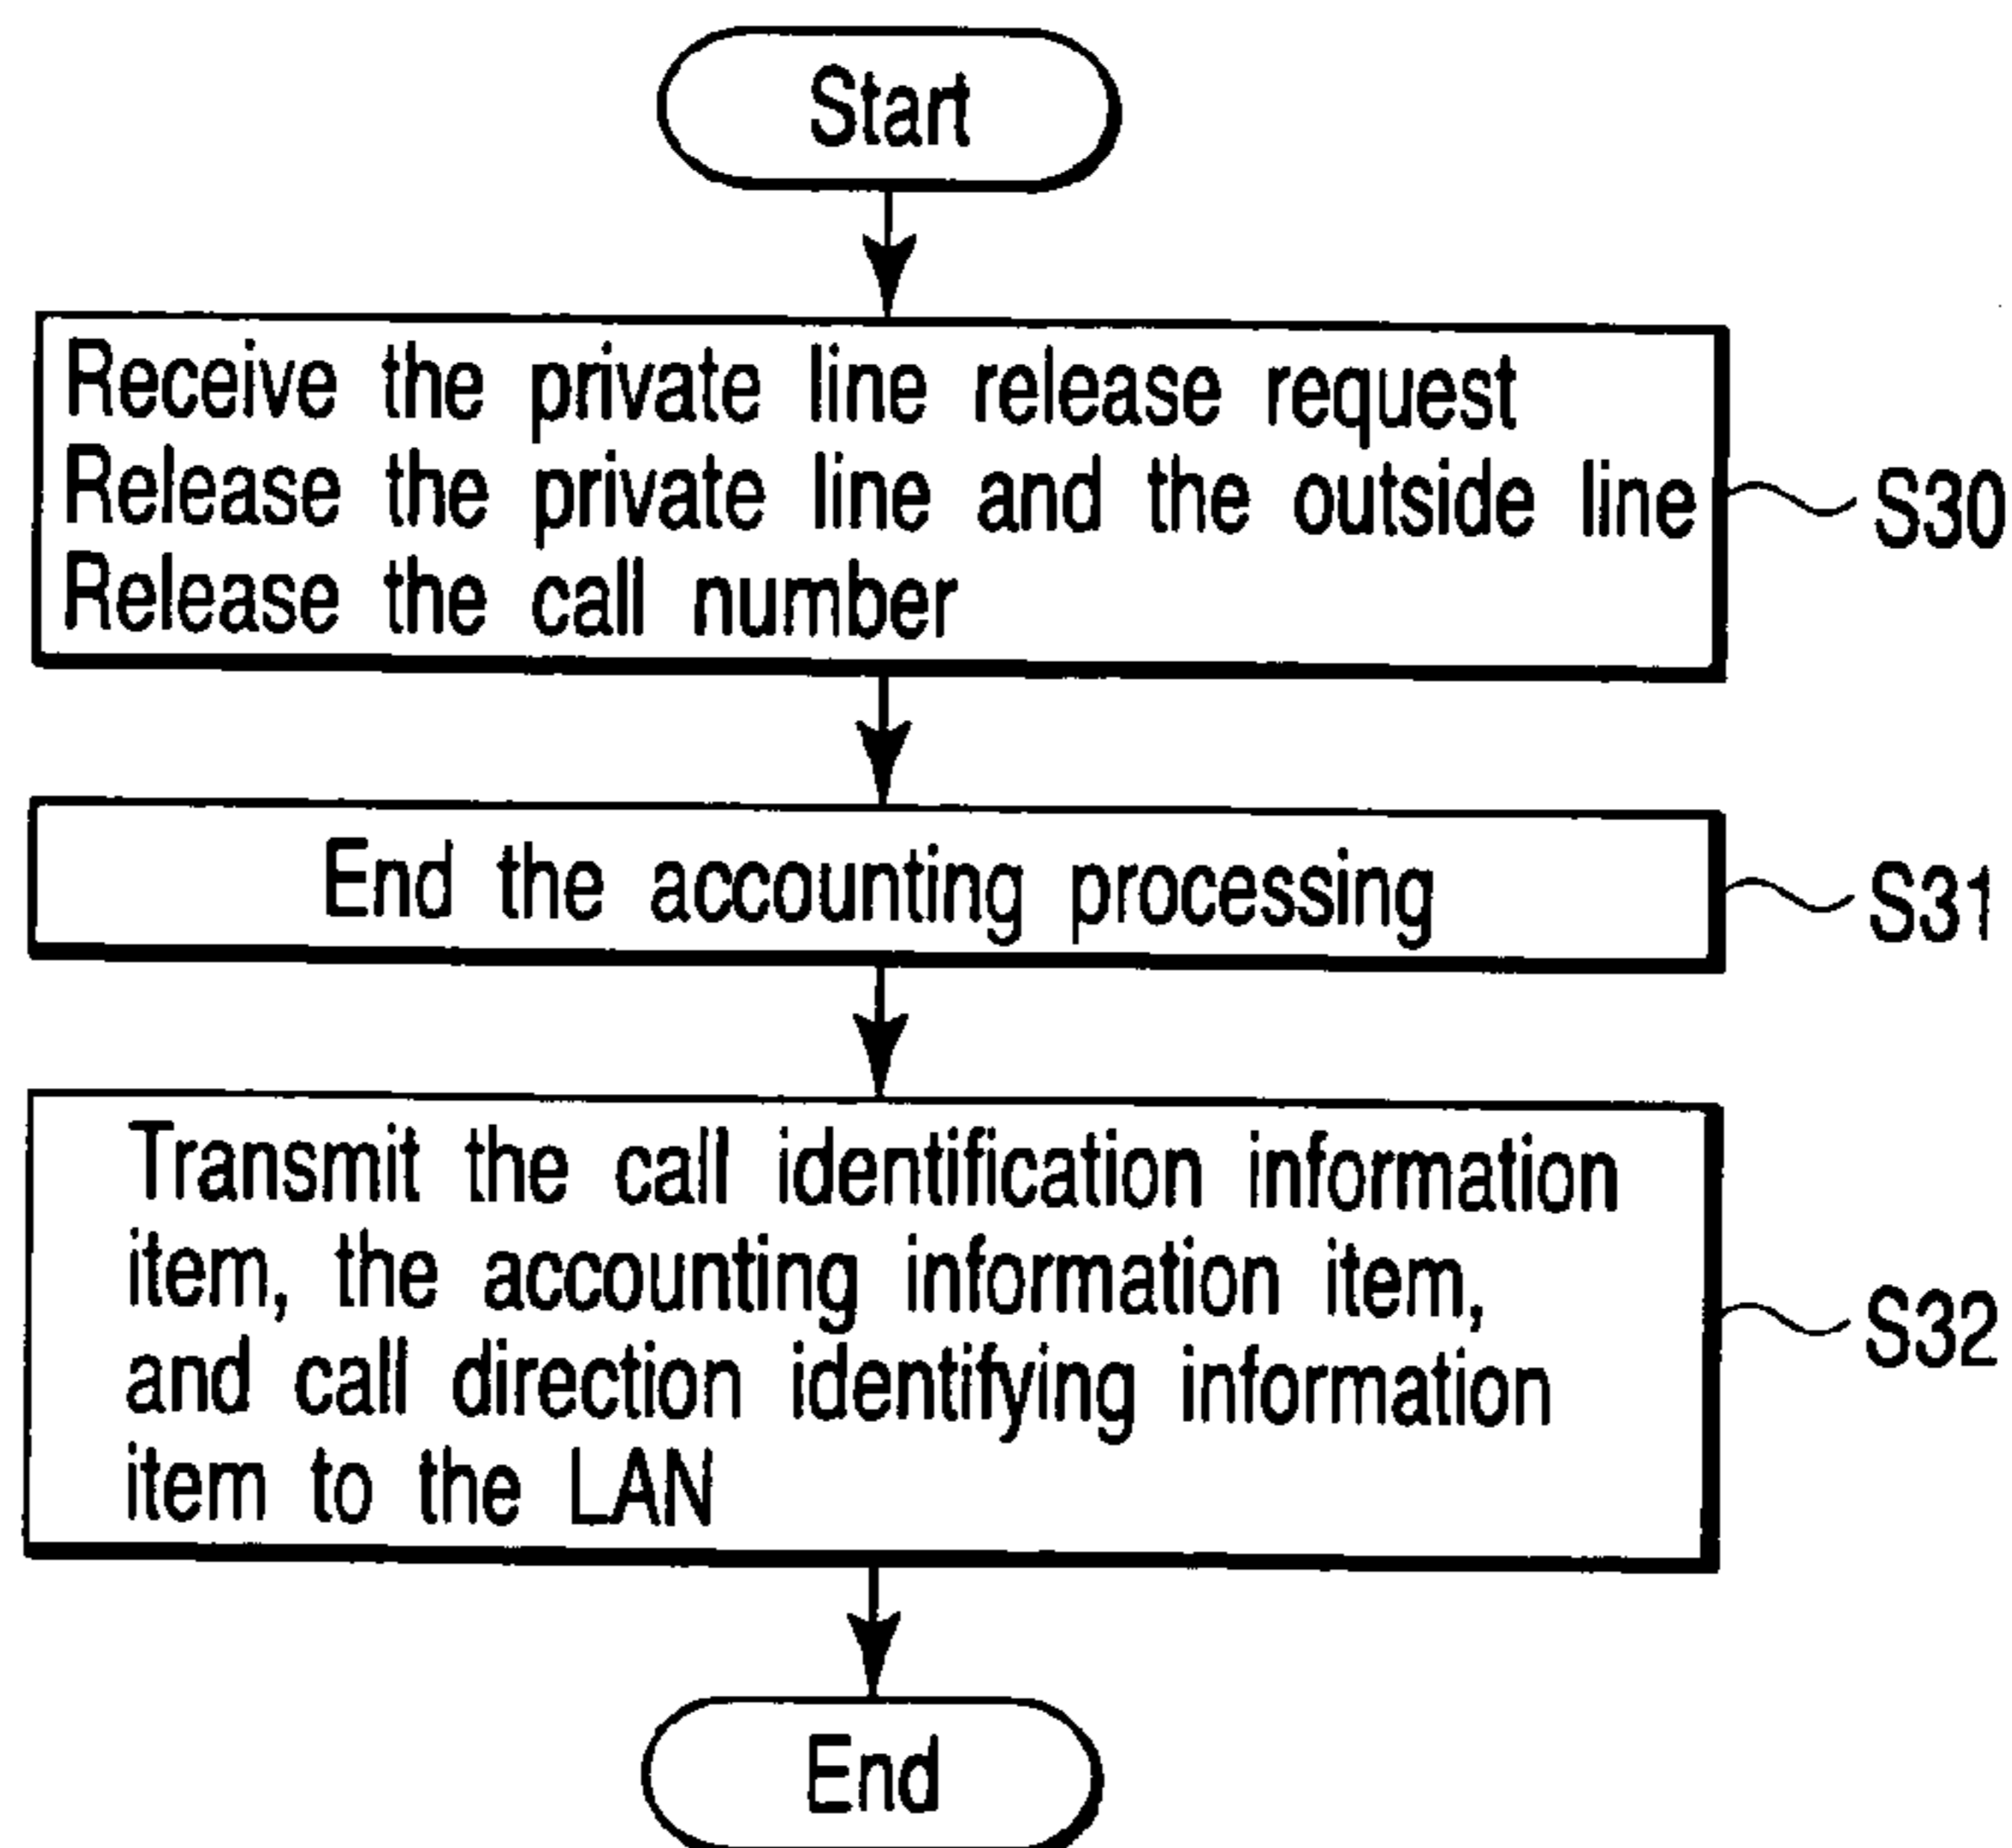 Start
Receive the private line release request
Release the private line and the outside line
Release the call number
S30
End the accounting processing
S31
Transmit the call identification information
item, the accounting information item,
and call direction identifying information
item to the LAN
S32
End